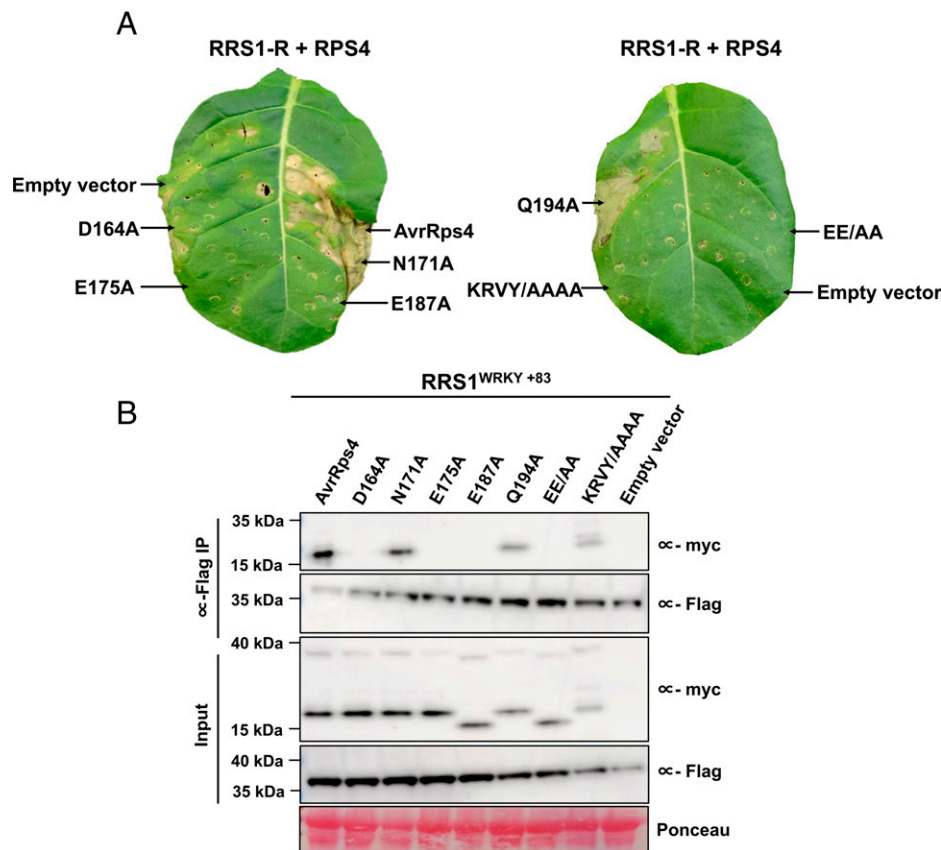 A
RRS1-R + RPS4
RRS1-R + RPS4
Empty vector
D164A
E175A
AvrRps4
N171A
E187A
Q194A
KRVY/AAAA
EE/AA
Empty vector
B
RRS1WRKY +83
AvrRps4
D164A
N171A
E175A
E187A
Q194A
EE/AA
KRVY/AAAA
Empty vector
∝-Flag IP
35 kDa
15 kDa
∝- myc
35 kDa
∝- Flag
Input
40 kDa
15 kDa
∝- myc
40 kDa
35 kDa
∝- Flag
Ponceau